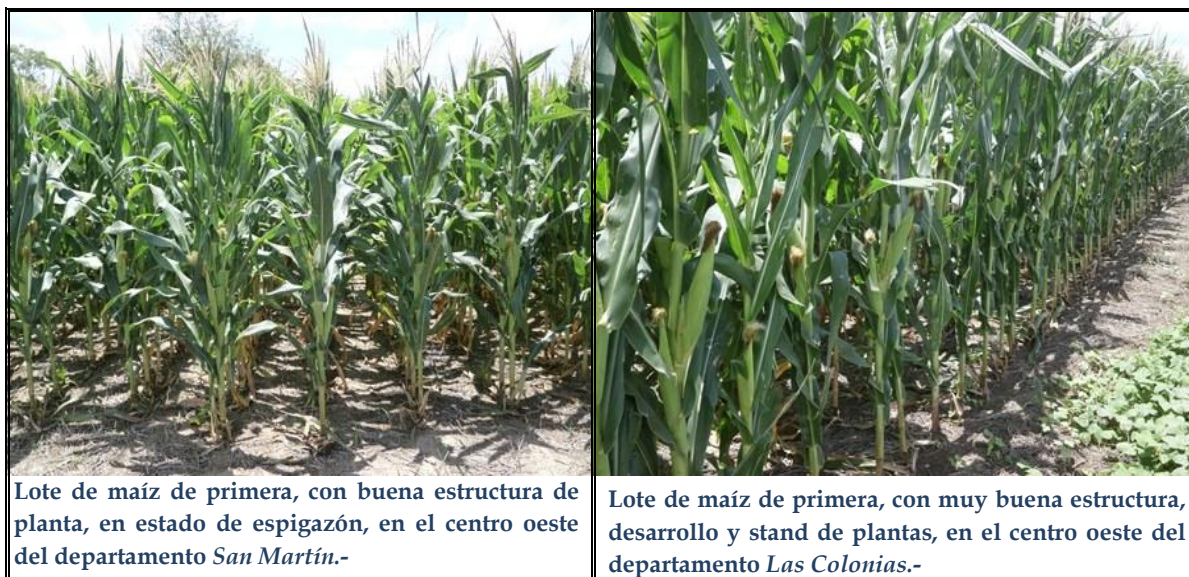 Lote de maíz de primera, con buena estructura de
planta, en estado de espigazón, en el centro oeste
del departamento San Martín.-
Lote de maíz de primera, con muy buena estructura,
desarrollo y stand de plantas, en el centro oeste del
departamento Las Colonias.-